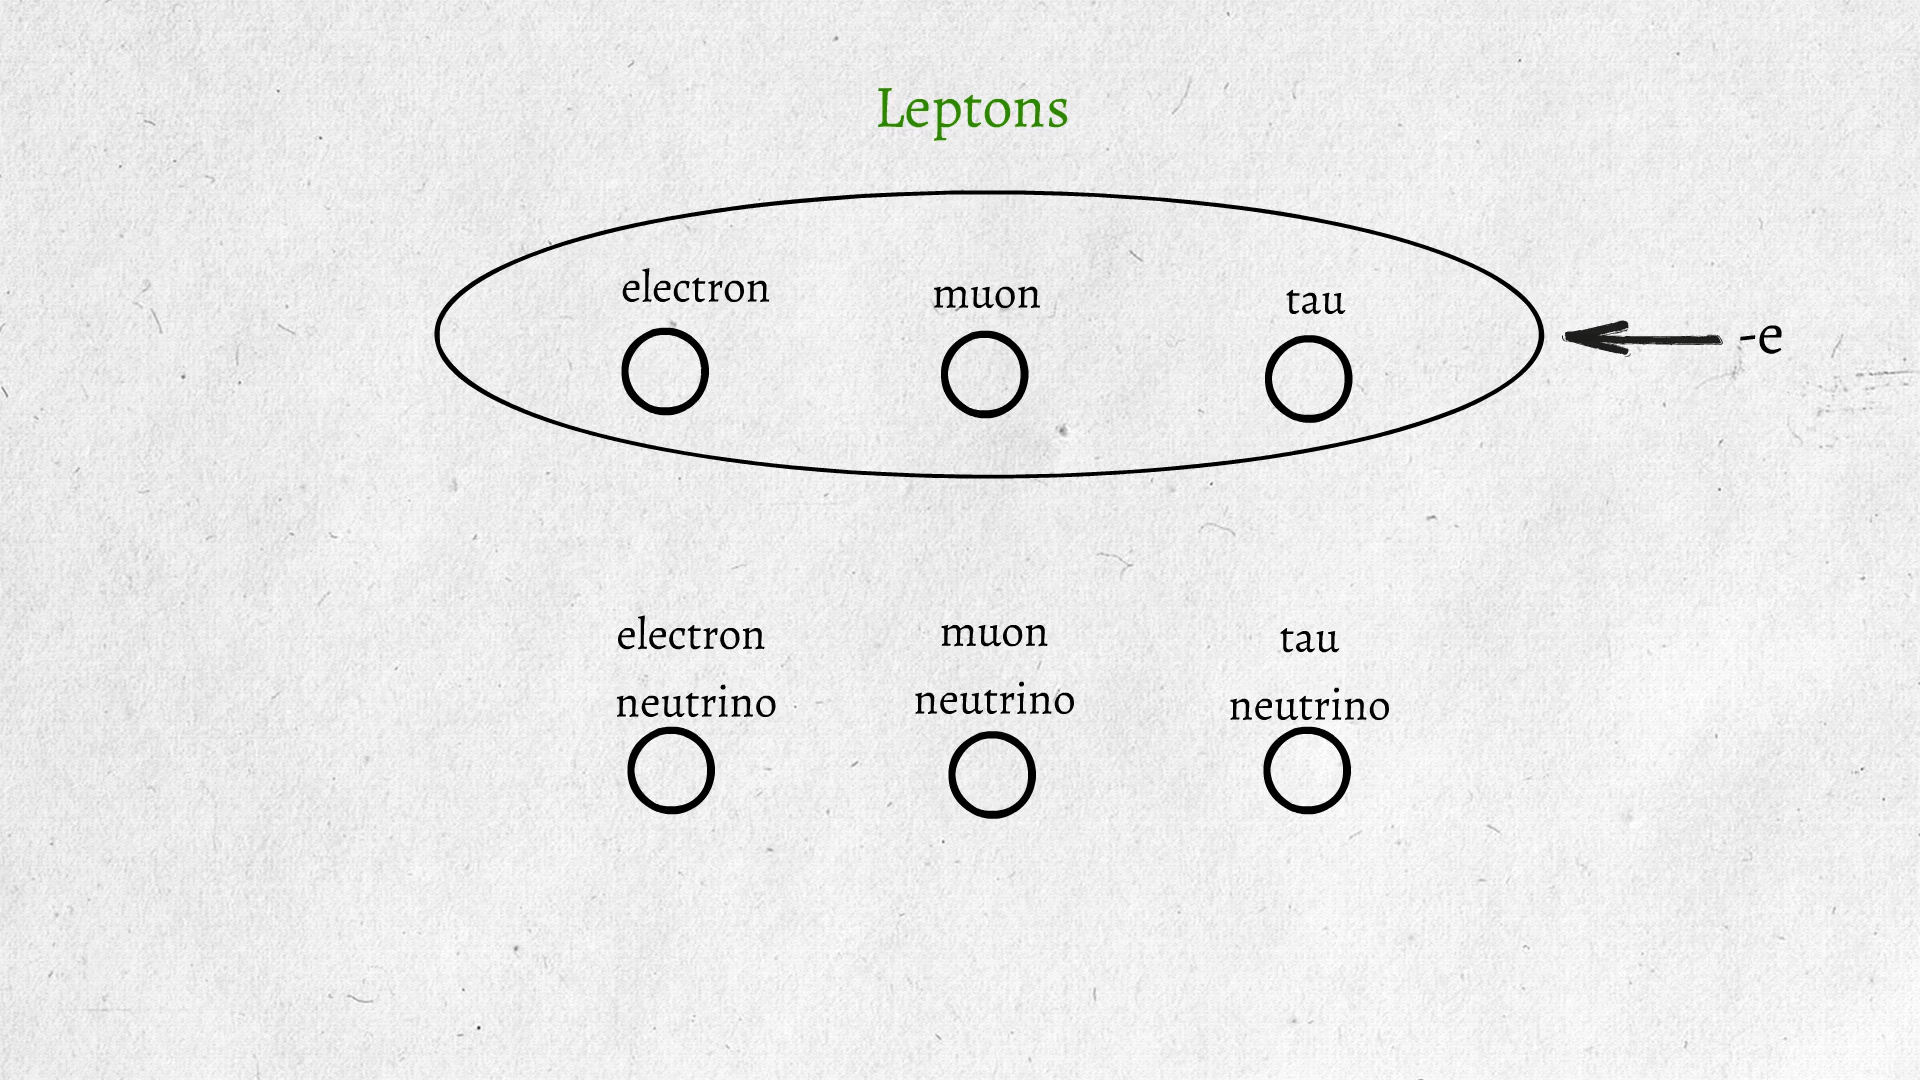 Leptons
electron
muon
tau
-e
electron
neutrino
muon
neutrino
tau
neutrino